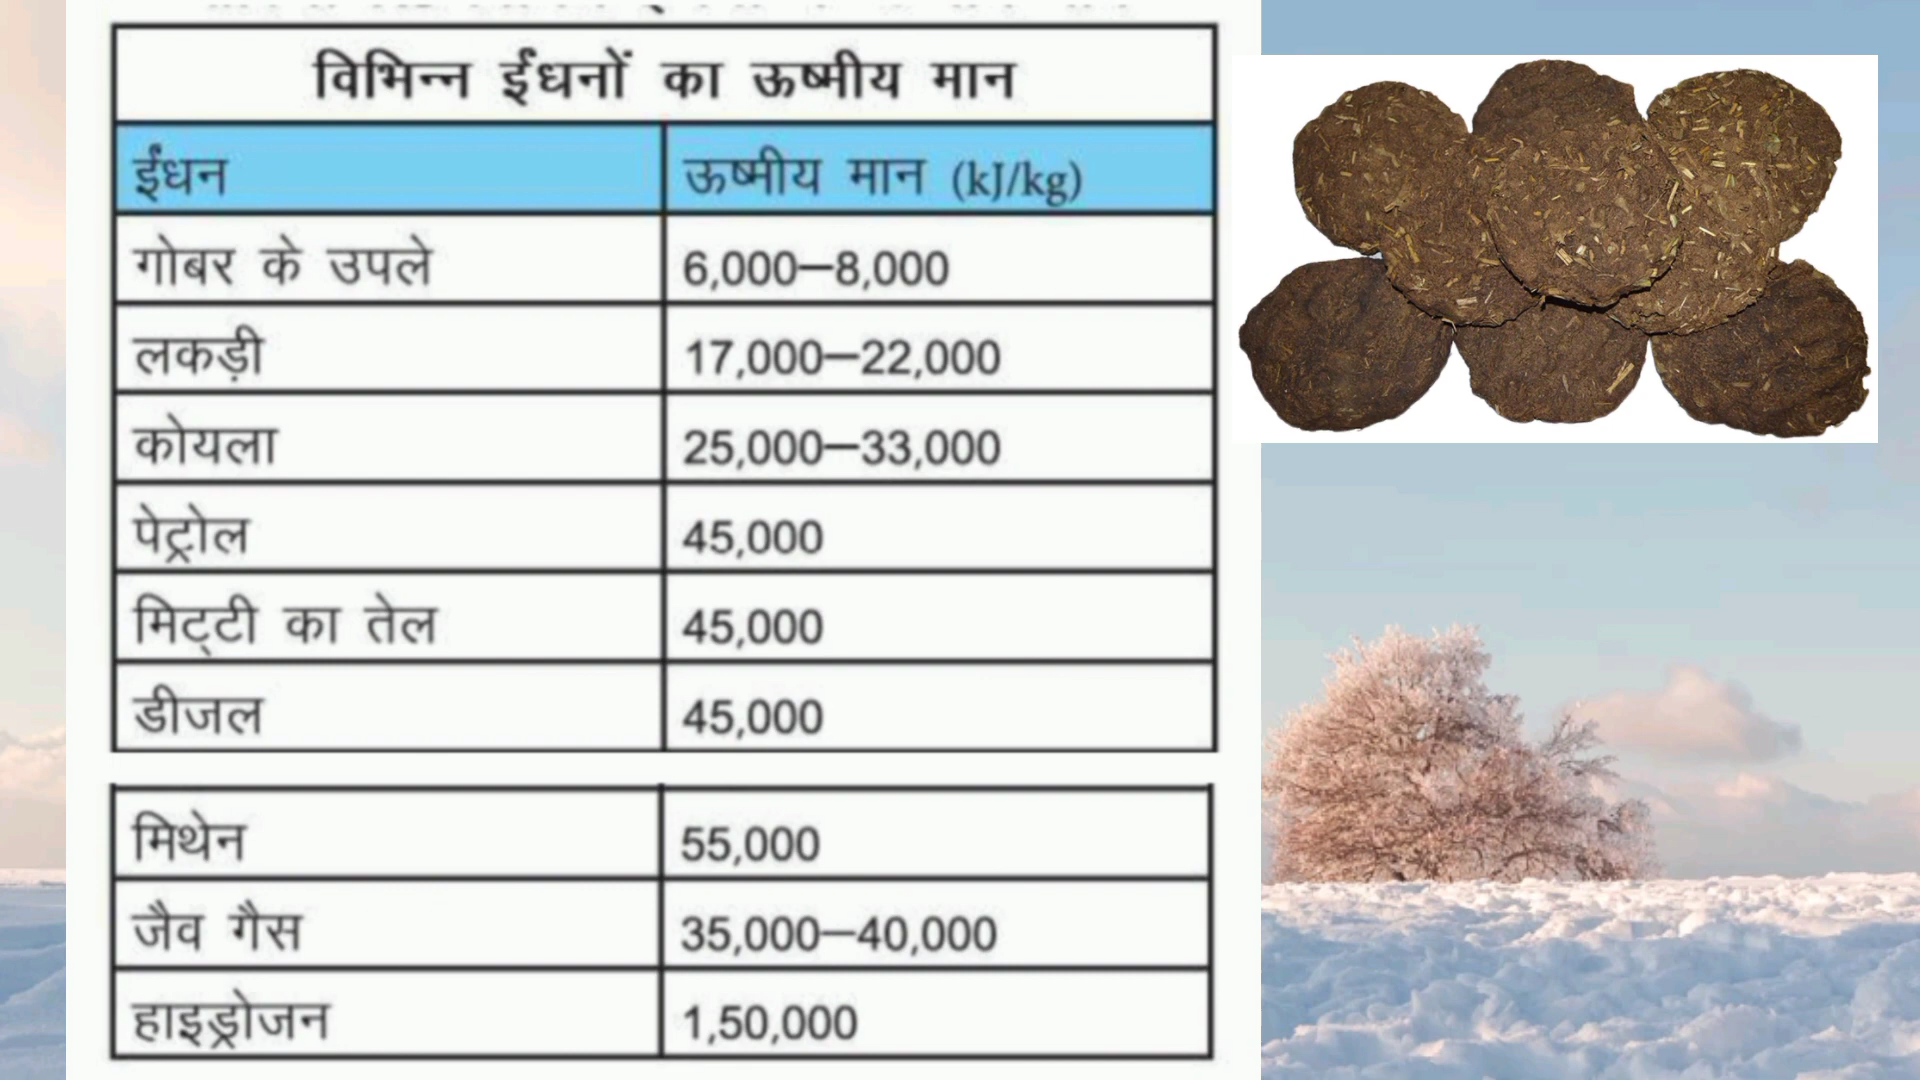 विभिन्न ईंधनों का ऊष्मीय मान
ईंधन ऊष्मीय मान (kJ/kg)
गोबर के उपले 6,000–8,000
लकड़ी 17,000–22,000
कोयला 25,000–33,000
पेट्रोल 45,000
मिट्टी का तेल 45,000
डीजल 45,000
मिथेन 55,000
जैव गैस 35,000–40,000
हाइड्रोजन 1,50,000